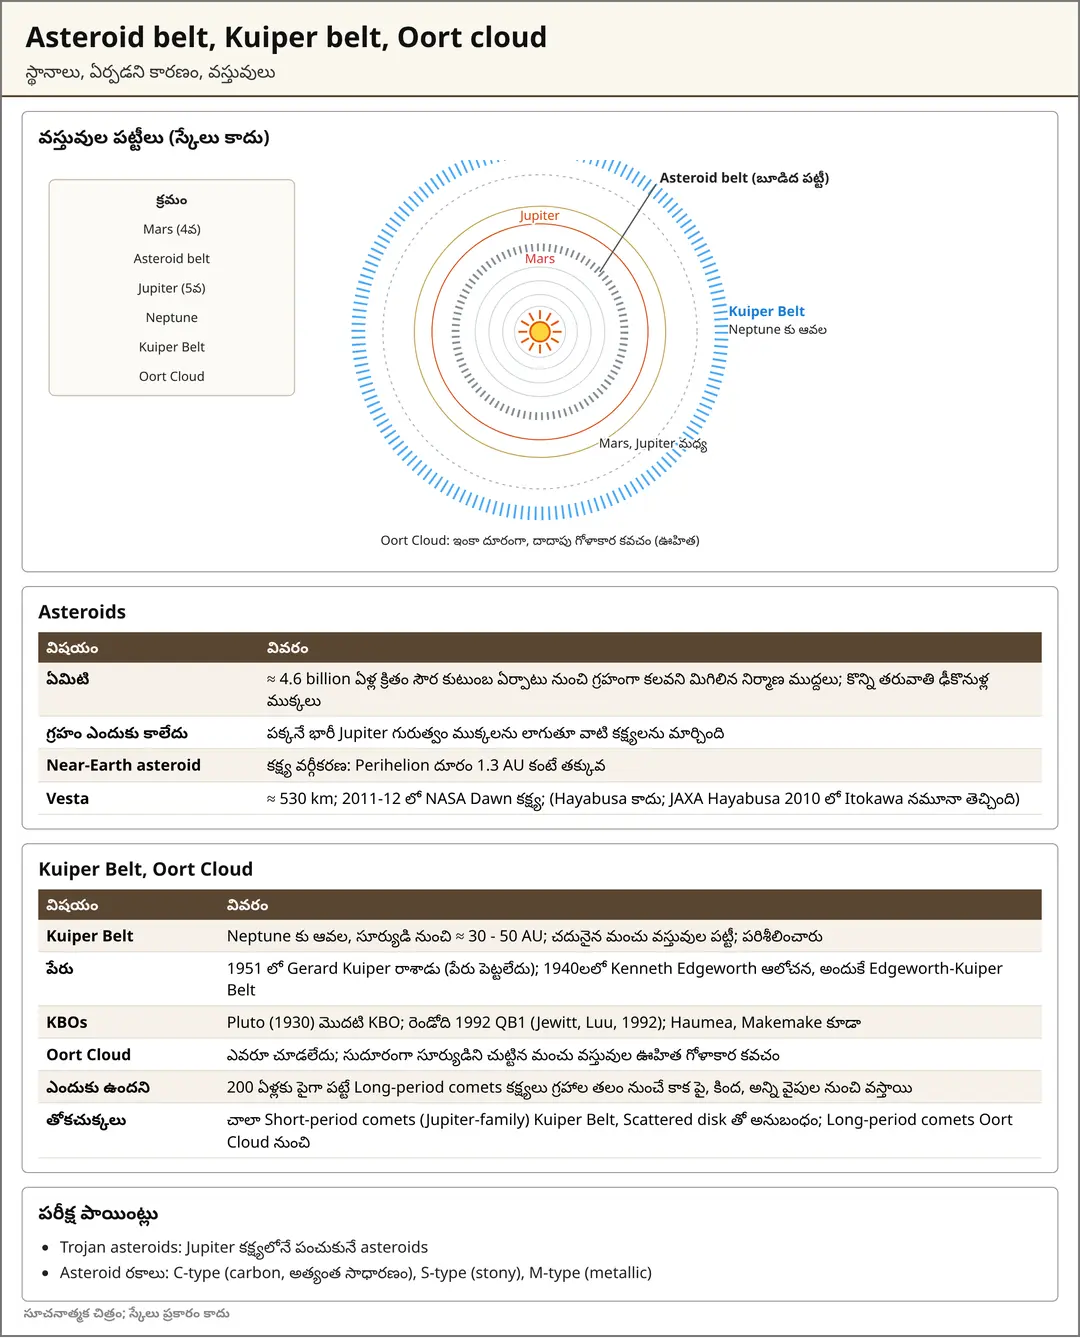 Asteroid belt, Kuiper belt, Oort cloud
స్థానాలు, ఏర్పడని కారణం, వస్తువులు
వస్తువుల పట్టీలు (స్కేలు కాదు)
క్రమం
Mars (4వ)
Asteroid belt
Jupiter (5వ)
Neptune
Kuiper Belt
Oort Cloud
Asteroid belt (బూడిద పట్టీ)
Jupiter
Mars
Kuiper Belt
Neptune కు ఆవల
Mars, Jupiter మధ్య
Oort Cloud: ఇంకా దూరంగా, దాదాపు గోళాకార కవచం (ఊహిత)
Asteroids
విషయం వివరం
ఏమిటి ≈ 4.6 billion ఏళ్ల క్రితం సౌర కుటుంబ ఏర్పాటు నుంచి గ్రహంగా కలవని మిగిలిన నిర్మాణ ముద్దలు; కొన్ని తరువాతి ఢీకొనుళ్ల
ముక్కలు
గ్రహం ఎందుకు కాలేదు పక్కనే భారీ Jupiter గురుత్వం ముక్కలను లాగుతూ వాటి కక్ష్యలను మార్చింది
Near-Earth asteroid కక్ష్య వర్గీకరణ: Perihelion దూరం 1.3 AU కంటే తక్కువ
Vesta ≈ 530 km; 2011-12 లో NASA Dawn కక్ష్య; (Hayabusa కాదు; JAXA Hayabusa 2010 లో Itokawa నమూనా తెచ్చింది)
Kuiper Belt, Oort Cloud
విషయం వివరం
Kuiper Belt Neptune కు ఆవల, సూర్యుడి నుంచి ≈ 30 - 50 AU; చదునైన మంచు వస్తువుల పట్టీ; పరిశీలించారు
పేరు 1951 లో Gerard Kuiper రాశాడు (పేరు పెట్టలేదు); 1940లలో Kenneth Edgeworth ఆలోచన, అందుకే Edgeworth-Kuiper
Belt
KBOs Pluto (1930) మొదటి KBO; రెండోది 1992 QB1 (Jewitt, Luu, 1992); Haumea, Makemake కూడా
Oort Cloud ఎవరూ చూడలేదు; సుదూరంగా సూర్యుడిని చుట్టిన మంచు వస్తువుల ఊహిత గోళాకార కవచం
ఎందుకు ఉందని 200 ఏళ్లకు పైగా పట్టే Long-period comets కక్ష్యలు గ్రహాల తలం నుంచే కాక పై, కింద, అన్ని వైపుల నుంచి వస్తాయి
తోకచుక్కలు చాలా Short-period comets (Jupiter-family) Kuiper Belt, Scattered disk తో అనుబంధం; Long-period comets Oort
Cloud నుంచి
పరీక్ష పాయింట్లు
• Trojan asteroids: Jupiter కక్ష్యలోనే పంచుకునే asteroids
• Asteroid రకాలు: C-type (carbon, అత్యంత సాధారణం), S-type (stony), M-type (metallic)
సూచనాత్మక చిత్రం; స్కేలు ప్రకారం కాదు